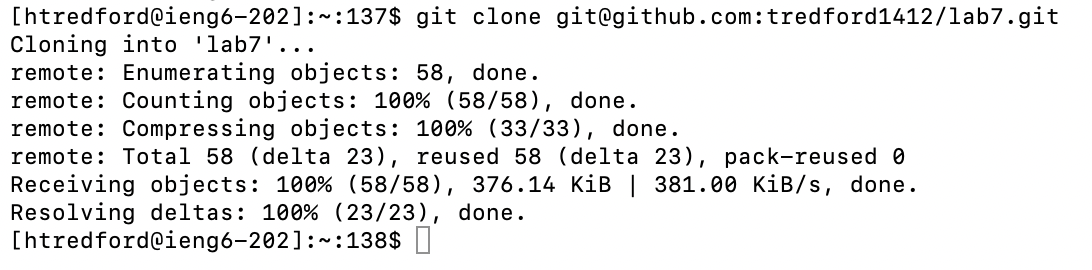 [htredford@ieng6-202]:~:137$ git clone git@github.com:tredford1412/lab7.git
Cloning into 'lab7'...
remote: Enumerating objects: 58, done.
remote: Counting objects: 100% (58/58), done.
remote: Compressing objects: 100% (33/33), done.
remote: Total 58 (delta 23), reused 58 (delta 23), pack-reused 0
Receiving objects: 100% (58/58), 376.14 KiB | 381.00 KiB/s, done.
Resolving deltas: 100% (23/23), done.
[htredford@ieng6-202]:~:138$